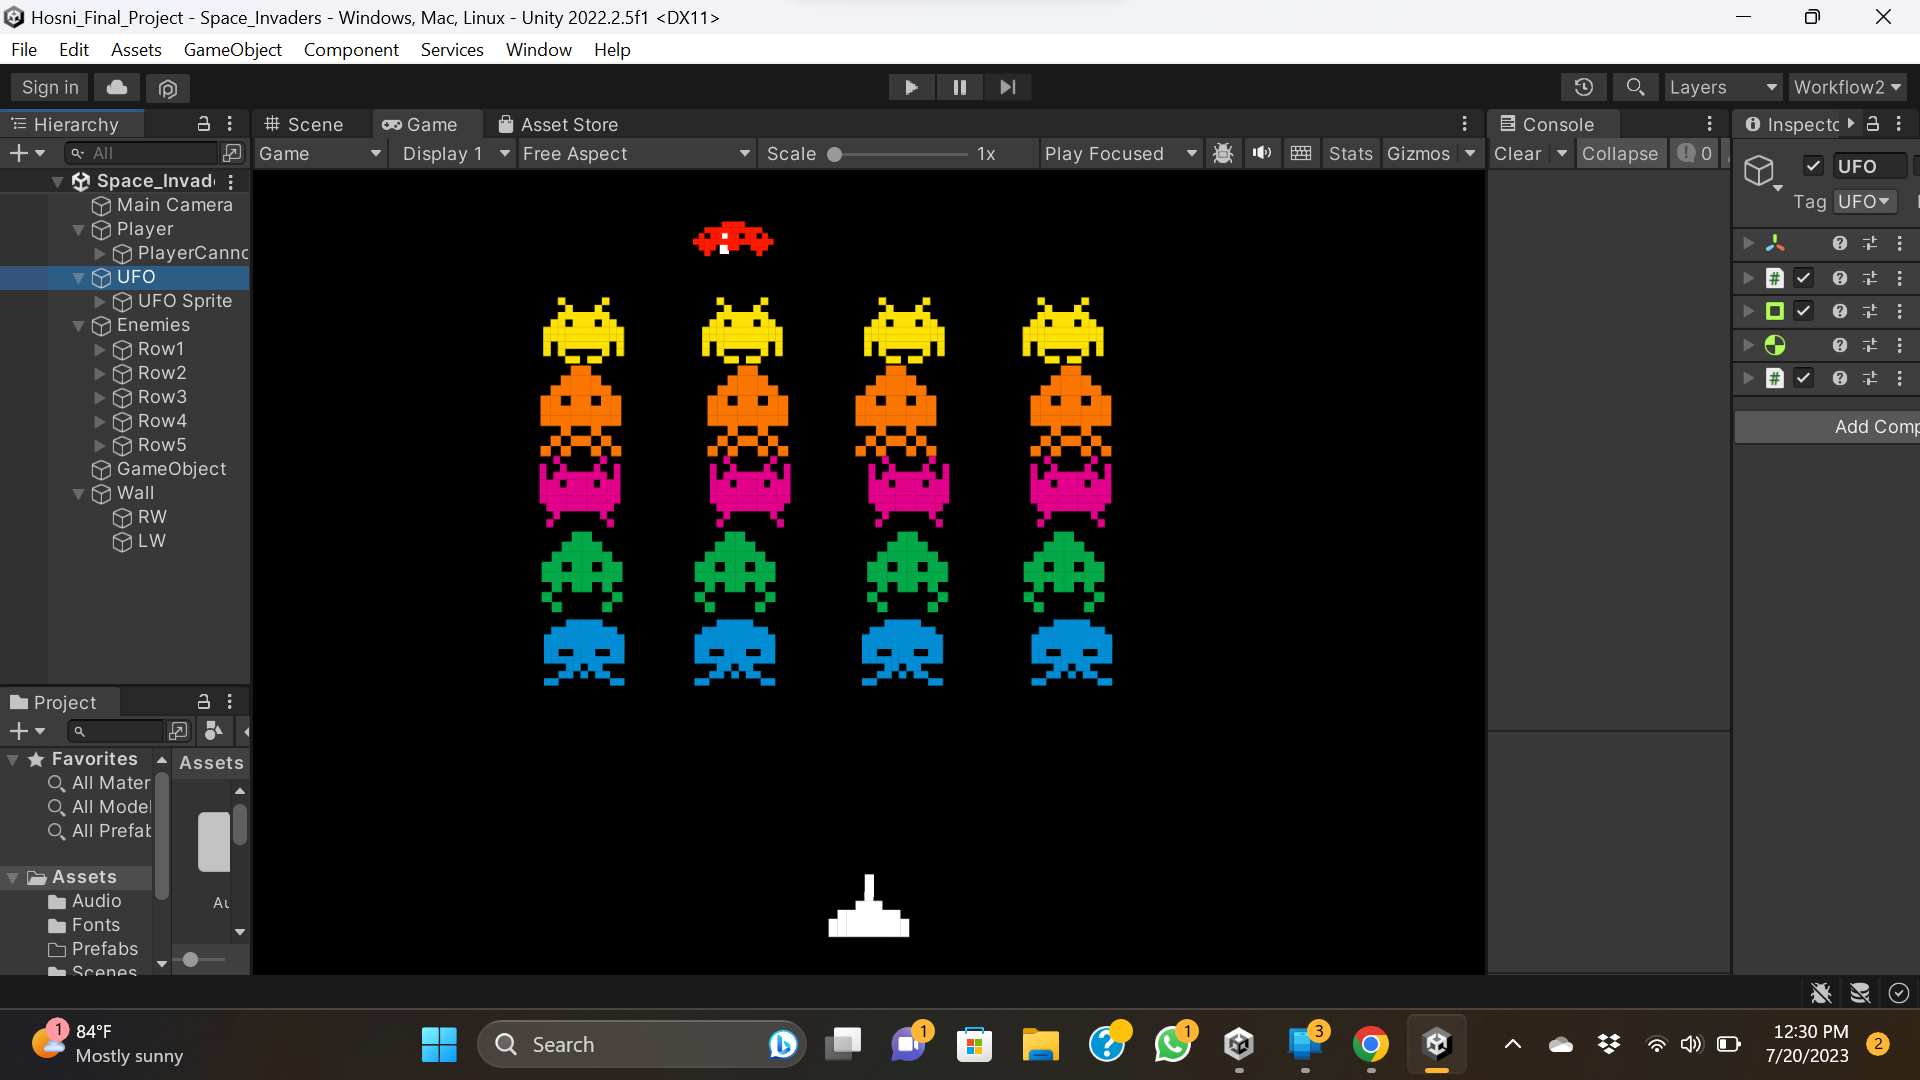 Hosni_Final_Project - Space_Invaders - Windows, Mac, Linux - Unity 2022.2.5f1 <DX11>
File Edit Assets GameObject Component Services Window Help
Sign in
Layers
Workflow2
Hierarchy
Scene
Game
Asset Store
Console
Inspectc
All
Game
Display 1
Free Aspect
Scale
1x
Play Focused
Stats
Gizmos
Clear
Collapse
0
Space_Invad
Main Camera
Player
PlayerCannc
UFO
UFO Sprite
Enemies
Row1
Row2
Row3
Row4
Row5
GameObject
Wall
RW
LW
UFO
Tag UFO
Add Comp
Project
Favorites
All Mater
All Model
All Prefab
Assets
Audio
Fonts
Prefabs
Scenes
Assets
Au
1
84°F
Mostly sunny
Search
1
1
3
12:30 PM
7/20/2023
2